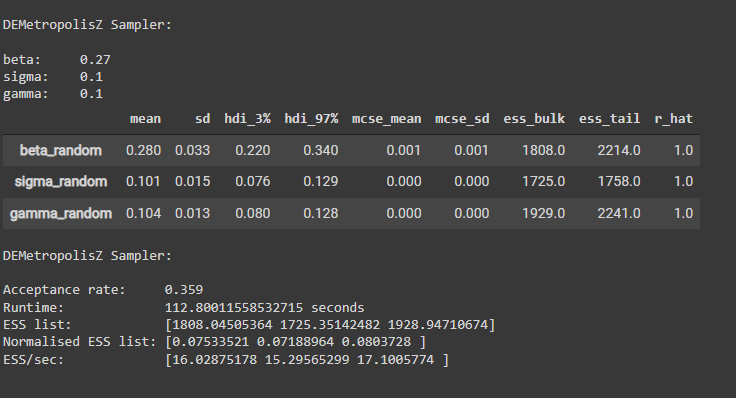 DEMetropolisZ Sampler:
beta: 0.27
sigma: 0.1
gamma: 0.1
mean sd hdi_3% hdi_97% mcse_mean mcse_sd ess_bulk ess_tail r_hat
beta_random 0.280 0.033 0.220 0.340 0.001 0.001 1808.0 2214.0 1.0
sigma_random 0.101 0.015 0.076 0.129 0.000 0.000 1725.0 1758.0 1.0
gamma_random 0.104 0.013 0.080 0.128 0.000 0.000 1929.0 2241.0 1.0
DEMetropolisZ Sampler:
Acceptance rate: 0.359
Runtime: 112.80011558532715 seconds
ESS list: [1808.04505364 1725.35142482 1928.94710674]
Normalised ESS list: [0.07533521 0.07188964 0.0803728 ]
ESS/sec: [16.02875178 15.29565299 17.1005774 ]